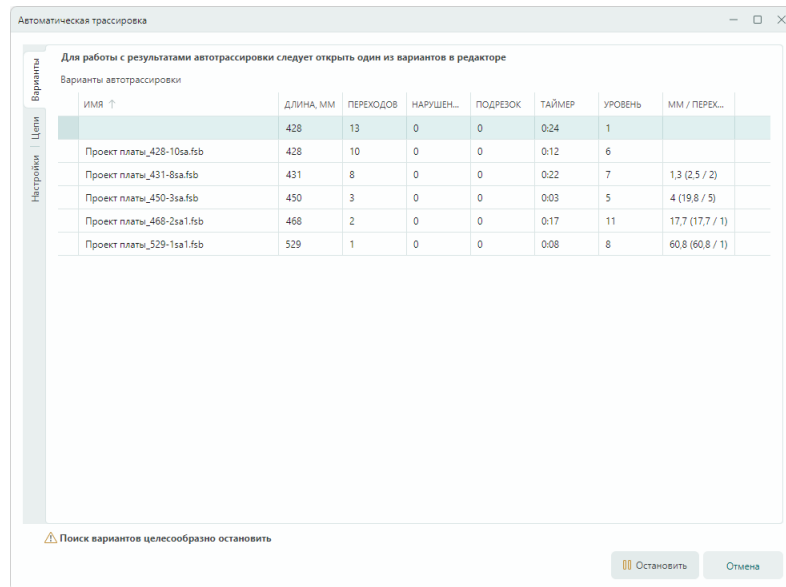 Автоматическая трассировка
Для работы с результатами автотрассировки следует открыть один из вариантов в редакторе
Варианты автотрассировки
Варианты
Цепи
Настройки
ИМЯ ↑ ДЛИНА, ММ ПЕРЕХОДОВ НАРУШЕН... ПОДРЕЗОК ТАЙМЕР УРОВЕНЬ ММ / ПЕРЕХ...
428 13 0 0 0:24 1
Проект платы_428-10sa.fsb 428 10 0 0 0:12 6
Проект платы_431-8sa.fsb 431 8 0 0 0:22 7 1,3 (2,5 / 2)
Проект платы_450-3sa.fsb 450 3 0 0 0:03 5 4 (19,8 / 5)
Проект платы_468-2sa1.fsb 468 2 0 0 0:17 11 17,7 (17,7 / 1)
Проект платы_529-1sa1.fsb 529 1 0 0 0:08 8 60,8 (60,8 / 1)
Поиск вариантов целесообразно остановить
Остановить Отмена